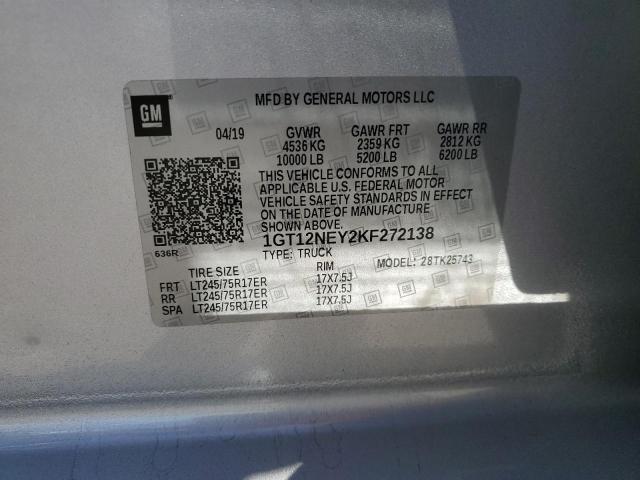 GM
MFD BY GENERAL MOTORS LLC
04/19 GVWR GAWR FRT GAWR RR
4536 KG 2359 KG 2812 KG
10000 LB 5200 LB 6200 LB
THIS VEHICLE CONFORMS TO ALL
APPLICABLE U.S. FEDERAL MOTOR
VEHICLE SAFETY STANDARDS IN EFFECT
ON THE DATE OF MANUFACTURE
SHOWN ABOVE.
1GT12NEY2KF272138
636R
TYPE: TRUCK MODEL: 28TK25743
TIRE SIZE RIM
FRT LT245/75R17ER 17X7.5J
RR LT245/75R17ER 17X7.5J
SPA LT245/75R17ER 17X7.5J